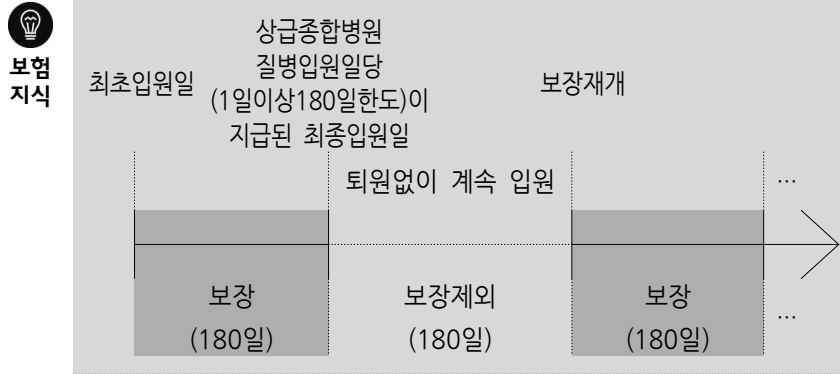 보험
지식
최초입원일
상급종합병원
질병입원일당
(1일이상180일한도)이
지급된 최종입원일
보장재개
퇴원없이 계속 입원
...
보장
(180일)
보장제외
(180일)
보장
(180일)
...